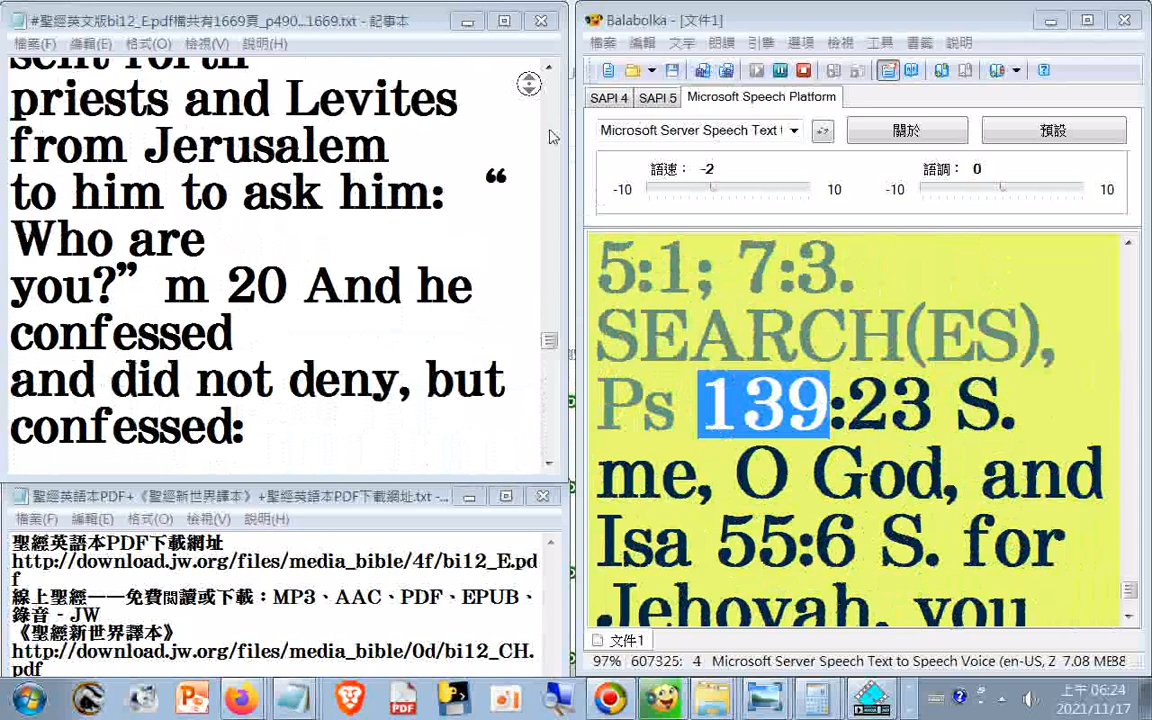 #聖經英文版bi12_E.pdf檔共有1669頁_p490...1669.txt - 記事本
檔案(F) 編輯(E) 格式(O) 檢視(V) 說明(H)
sent forth
priests and Levites
from Jerusalem
to him to ask him: “
Who are
you?” m 20 And he
confessed
and did not deny, but
confessed:
聖經英語本PDF+《聖經新世界譯本》+聖經英語本PDF下載網址.txt -...
檔案(F) 編輯(E) 格式(O) 檢視(V) 說明(H)
聖經英語本PDF下載網址
http://download.jw.org/files/media_bible/4f/bi12_E.pd
f
線上聖經——免費閱讀或下載：MP3、AAC、PDF、EPUB、
錄音 - JW
《聖經新世界譯本》
http://download.jw.org/files/media_bible/0d/bi12_CH.
pdf
Balabolka - [文件1]
檔案 編輯 文字 朗讀 引擎 選項 檢視 工具 書籤 說明
SAPI 4 SAPI 5 Microsoft Speech Platform
Microsoft Server Speech Text 關於 預設
語速： -2 語調： 0
-10 10 -10 10
5:1; 7:3.
SEARCH(ES),
Ps 139:23 S.
me, O God, and
Isa 55:6 S. for
Jehovah, you
文件1
97% 607325: 4 Microsoft Server Speech Text to Speech Voice (en-US, Z 7.08 MEB8
上午 06:24
2021/11/17